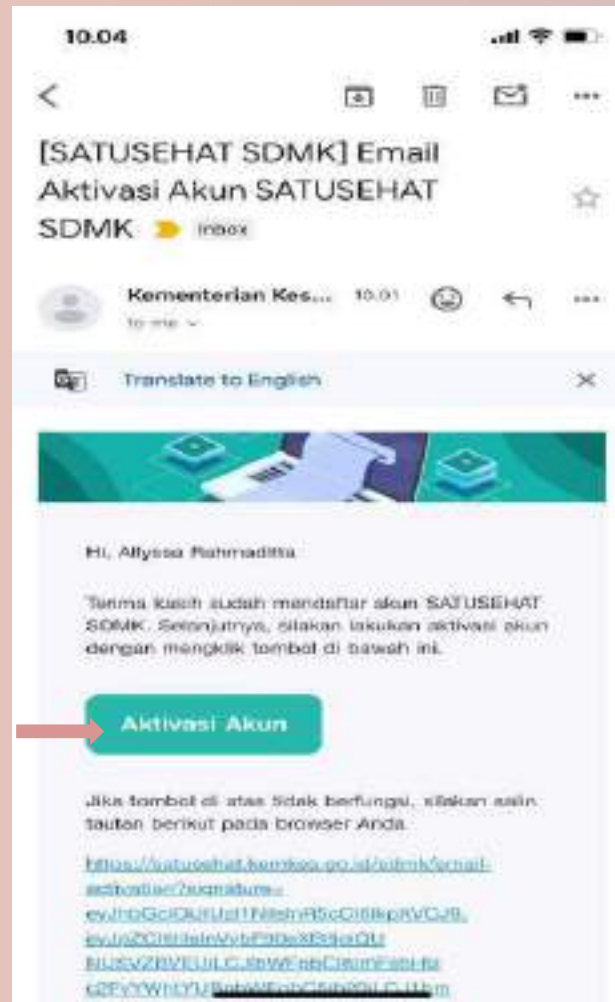 10.04
[SATUSEHAT SDMK] Email
Aktivasi Akun SATUSEHAT
SDMK Inbox
Kementerian Kes... 10.01
to me
Translate to English
Hi, Allyssa Rahmaditta
Terima kasih sudah mendaftar akun SATUSEHAT
SDMK. Selanjutnya, silakan lakukan aktivasi akun
dengan mengklik tombol di bawah ini.
Aktivasi Akun
Jika tombol di atas tidak berfungsi, silakan salin
tautan berikut pada browser Anda.
https://satusehat.kemkes.go.id/sdmk/email-
activation?signature=